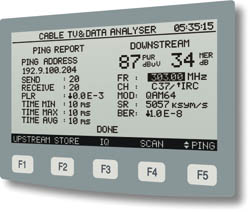 CABLE TV&DATA ANALYSER 05:35:15
PING REPORT
PING ADDRESS
192.9.100.204
SEND : 20
RECEIVE : 20
PLR : <0.0E-3
TIME MIN : 10 ms
TIME MAX : 10 ms
TIME AVG : 10 ms
DOWNSTREAM
87 PWR dBuV 34 MER dB
FR : 303.00 MHz
CH : C37/↑IRC
MOD: QAM64
SR : 5057 KSYM/s
BER: <1.0E-8
DONE
UPSTREAM STORE IQ SCAN ♦PING
F1 F2 F3 F4 F5